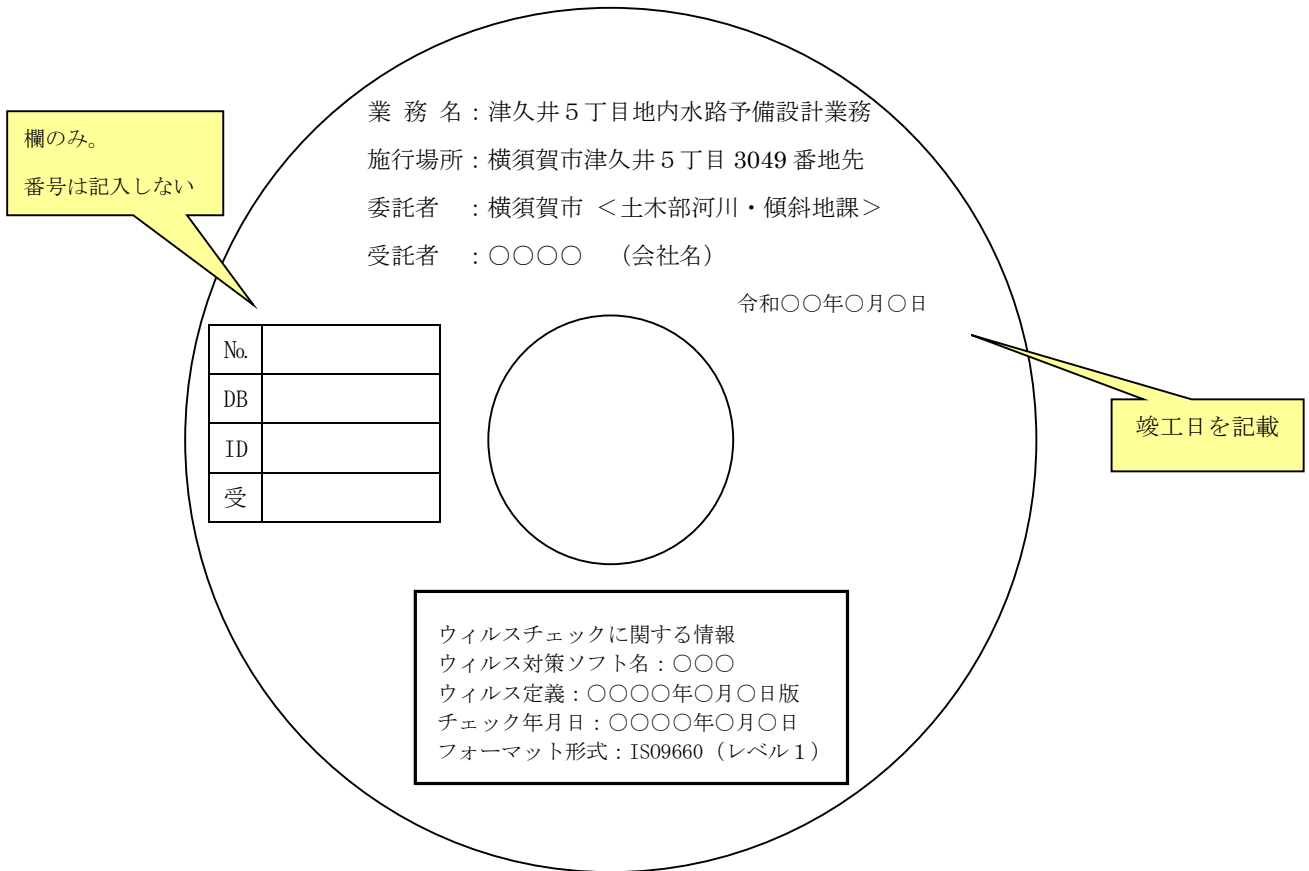 業 務 名：津久井５丁目地内水路予備設計業務
施行場所：横須賀市津久井５丁目 3049 番地先
委託者　：横須賀市 ＜土木部河川・傾斜地課＞
受託者　：○○○○　（会社名）
令和○○年○月○日
欄のみ。
番号は記入しない
№
DB
ID
受
竣工日を記載
ウィルスチェックに関する情報
ウィルス対策ソフト名：○○○
ウィルス定義：○○○○年○月○日版
チェック年月日：○○○○年○月○日
フォーマット形式：ISO9660（レベル１）